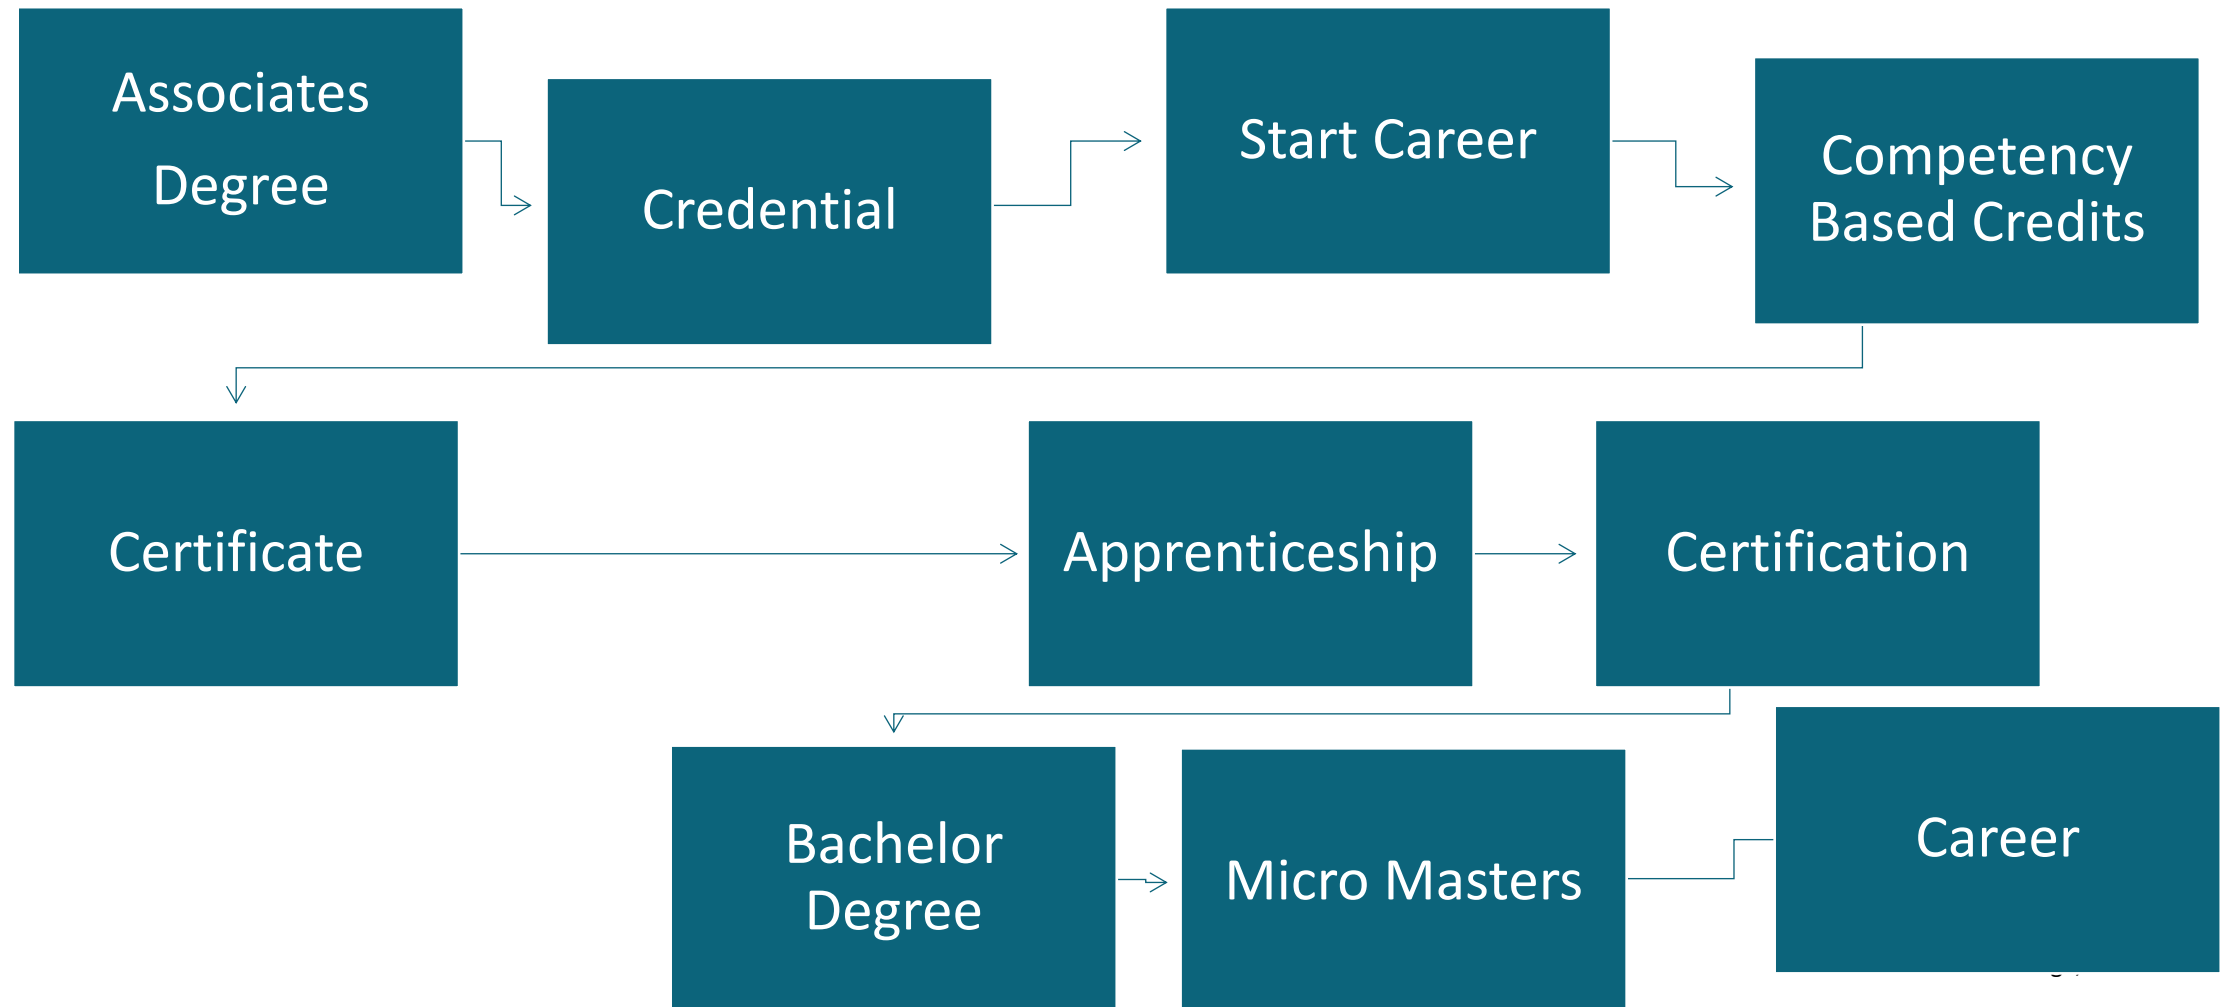 Associates
Degree
Credential
Start Career
Competency
Based Credits
Certificate
Apprenticeship
Certification
Bachelor
Degree
Micro Masters
Career